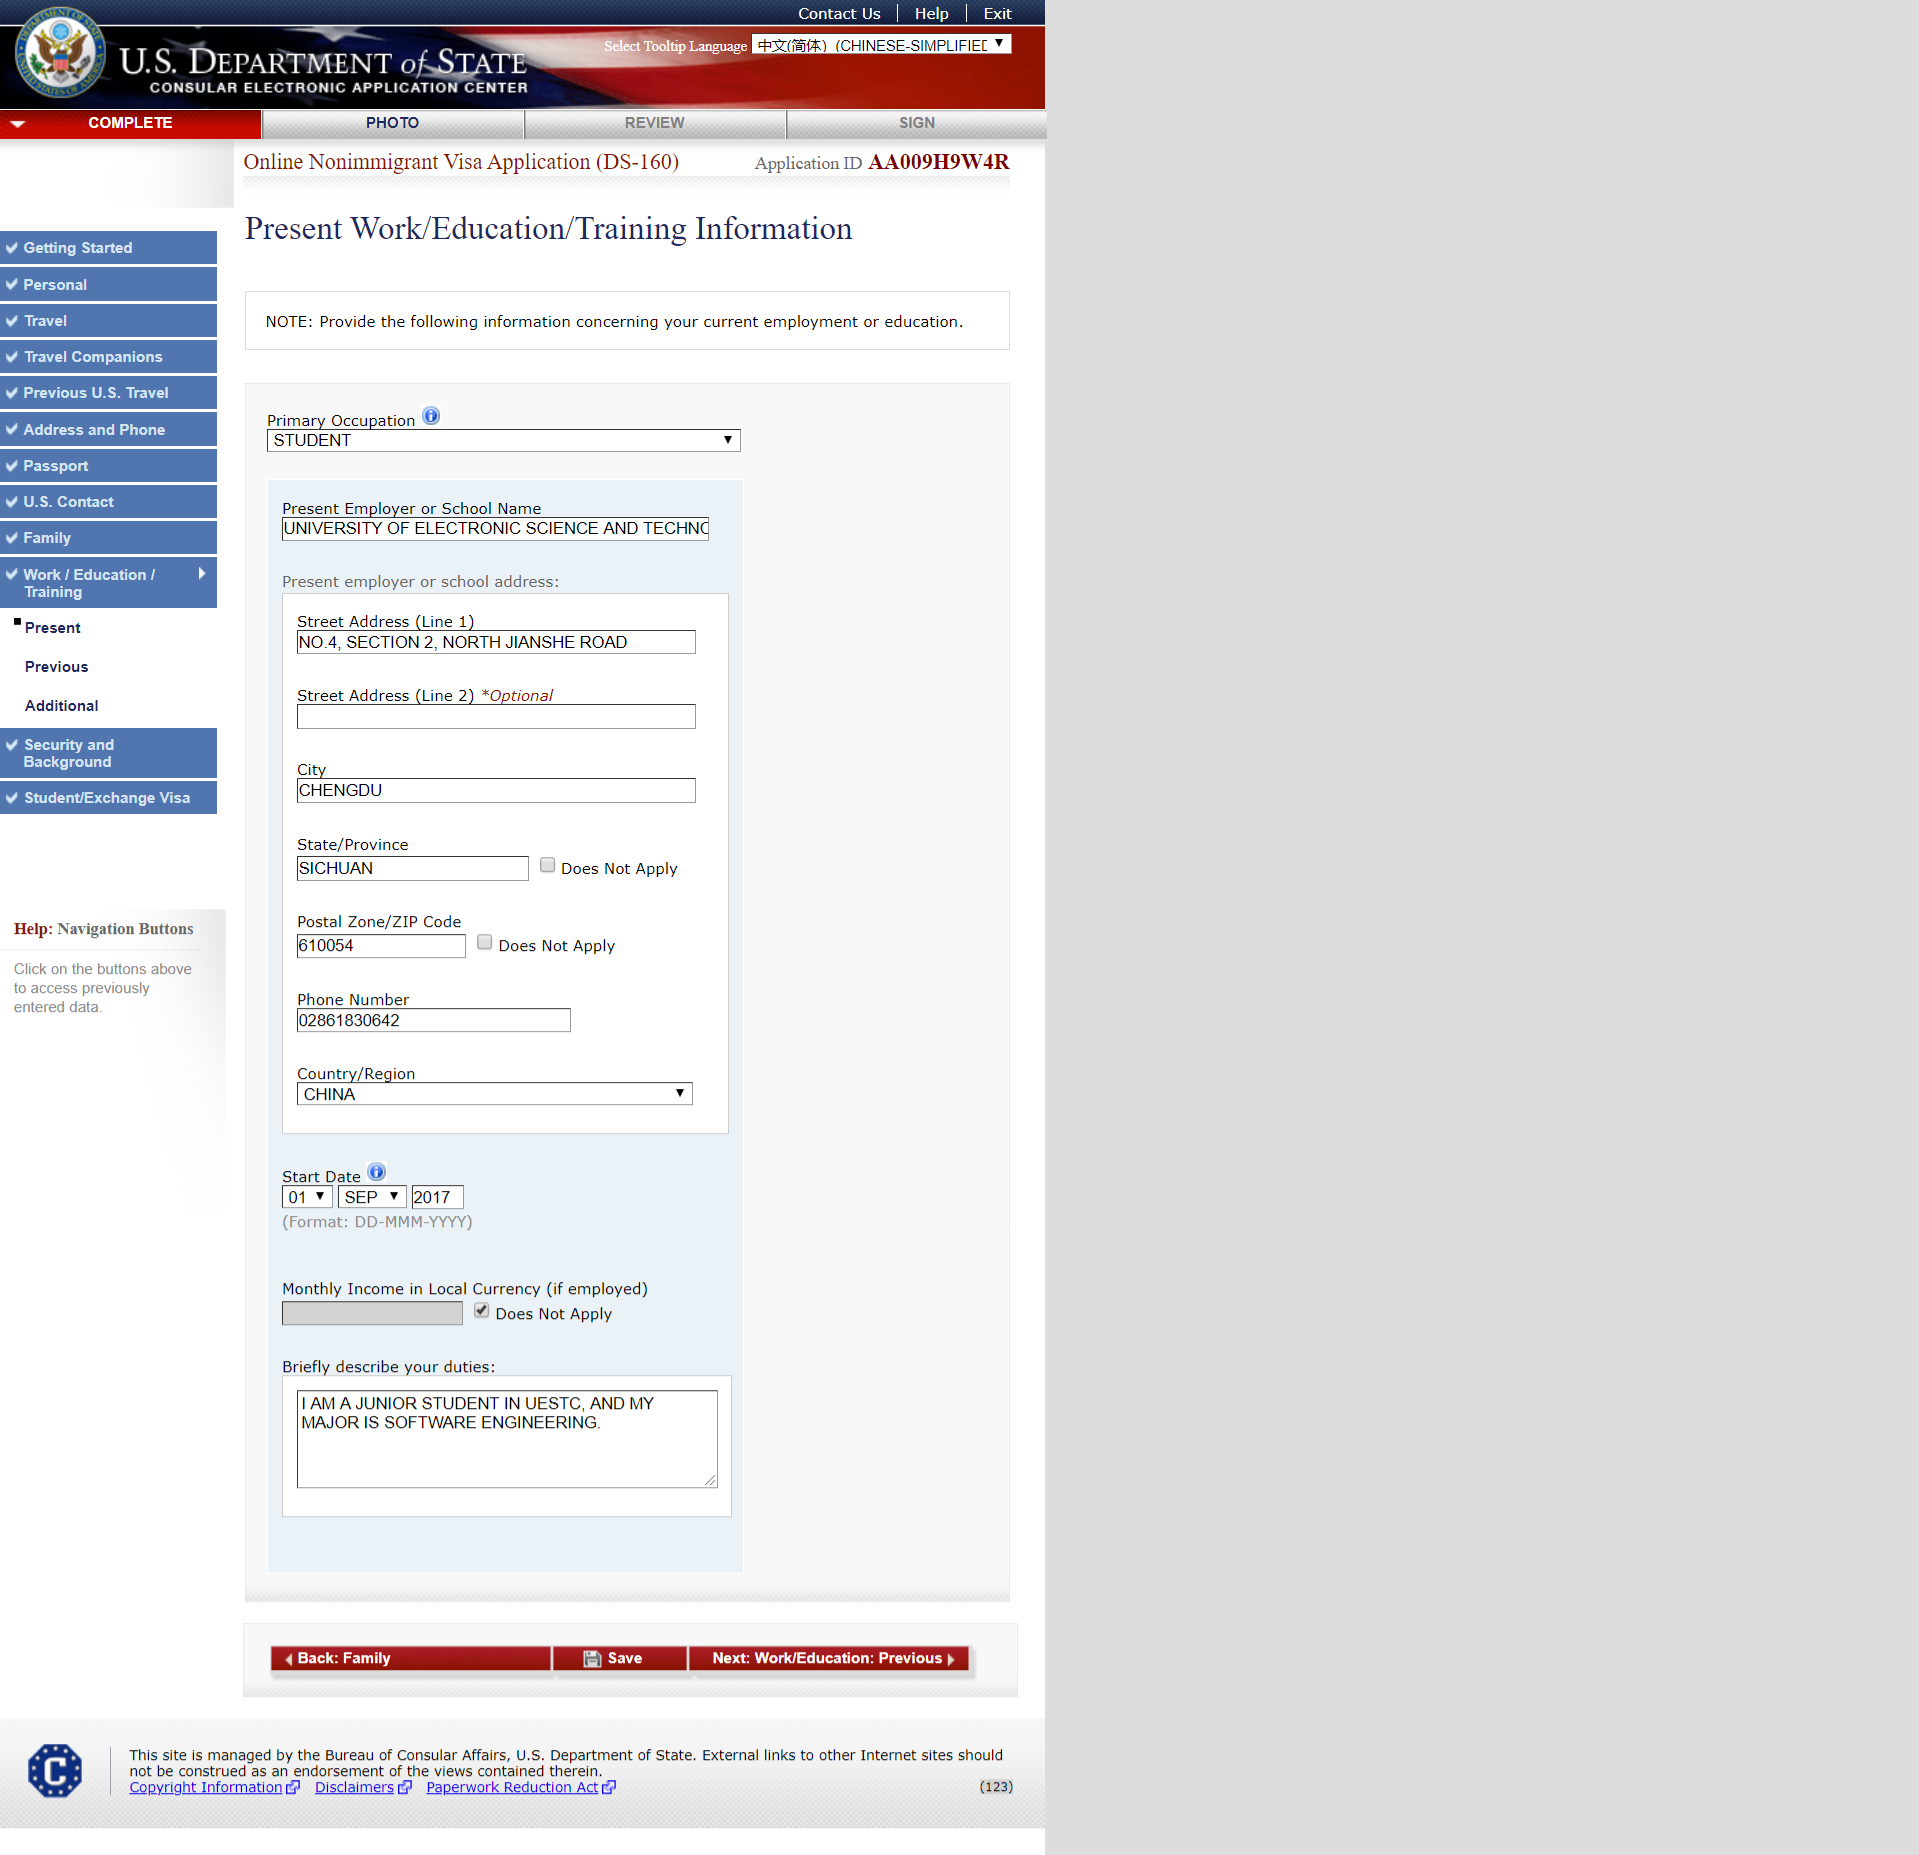 Contact Us
Help
Exit
Select Tooltip Language
中文(简体) (CHINESE-SIMPLIFIED
U.S. DEPARTMENT of STATE
CONSULAR ELECTRONIC APPLICATION CENTER
COMPLETE
PHOTO
REVIEW
SIGN
Online Nonimmigrant Visa Application (DS-160)
Application ID AA009H9W4R
Present Work/Education/Training Information
Getting Started
Personal
Travel
Travel Companions
Previous U.S. Travel
Address and Phone
Passport
U.S. Contact
Family
Work / Education /
Training
Present
Previous
Additional
Security and
Background
Student/Exchange Visa
Help: Navigation Buttons
Click on the buttons above
to access previously
entered data.
NOTE: Provide the following information concerning your current employment or education.
Primary Occupation
STUDENT
Present Employer or School Name
UNIVERSITY OF ELECTRONIC SCIENCE AND TECHNO
Present employer or school address:
Street Address (Line 1)
NO.4, SECTION 2, NORTH JIANSHE ROAD
Street Address (Line 2) *Optional
City
CHENGDU
State/Province
SICHUAN
Does Not Apply
Postal Zone/ZIP Code
610054
Does Not Apply
Phone Number
02861830642
Country/Region
CHINA
Start Date
01 SEP 2017
(Format: DD-MMM-YYYY)
Monthly Income in Local Currency (if employed)
Does Not Apply
Briefly describe your duties:
I AM A JUNIOR STUDENT IN UESTC, AND MY
MAJOR IS SOFTWARE ENGINEERING.
Back: Family
Save
Next: Work/Education: Previous
C
This site is managed by the Bureau of Consular Affairs, U.S. Department of State. External links to other Internet sites should
not be construed as an endorsement of the views contained therein.
Copyright Information
Disclaimers
Paperwork Reduction Act
(123)